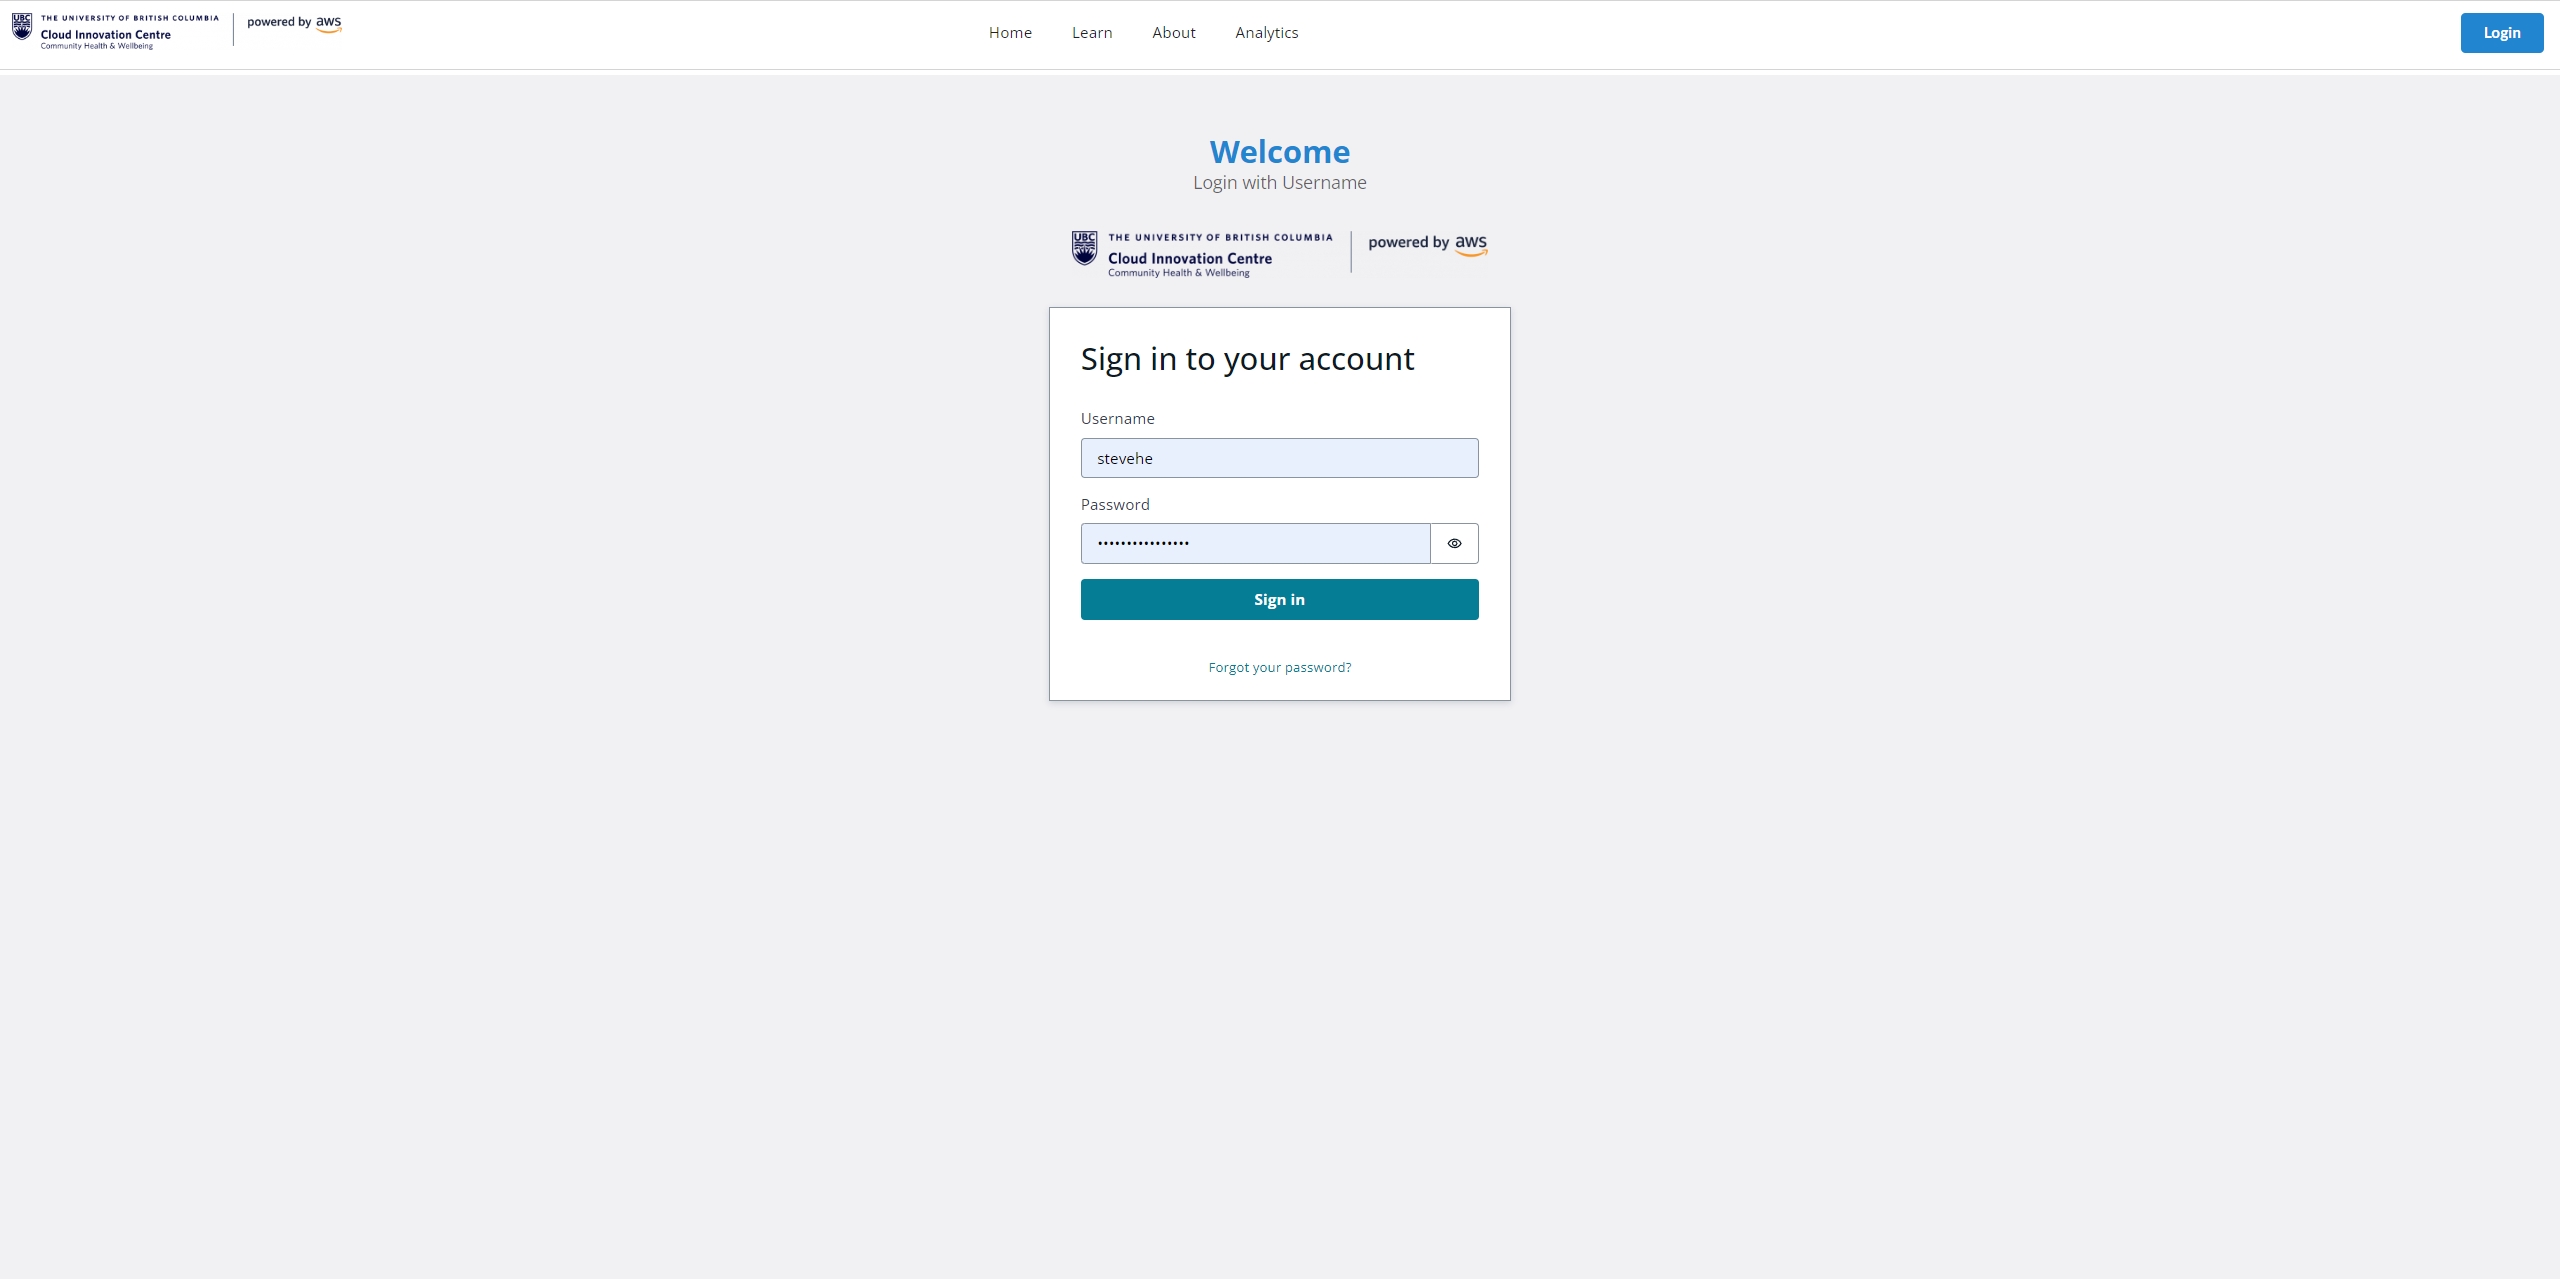 UBC THE UNIVERSITY OF BRITISH COLUMBIA
Cloud Innovation Centre
Community Health & Wellbeing
powered by aws
Home Learn About Analytics
Login
Welcome
Login with Username
UBC THE UNIVERSITY OF BRITISH COLUMBIA
Cloud Innovation Centre
Community Health & Wellbeing
powered by aws
Sign in to your account
Username
stevehe
Password
••••••••••••••••
Sign in
Forgot your password?